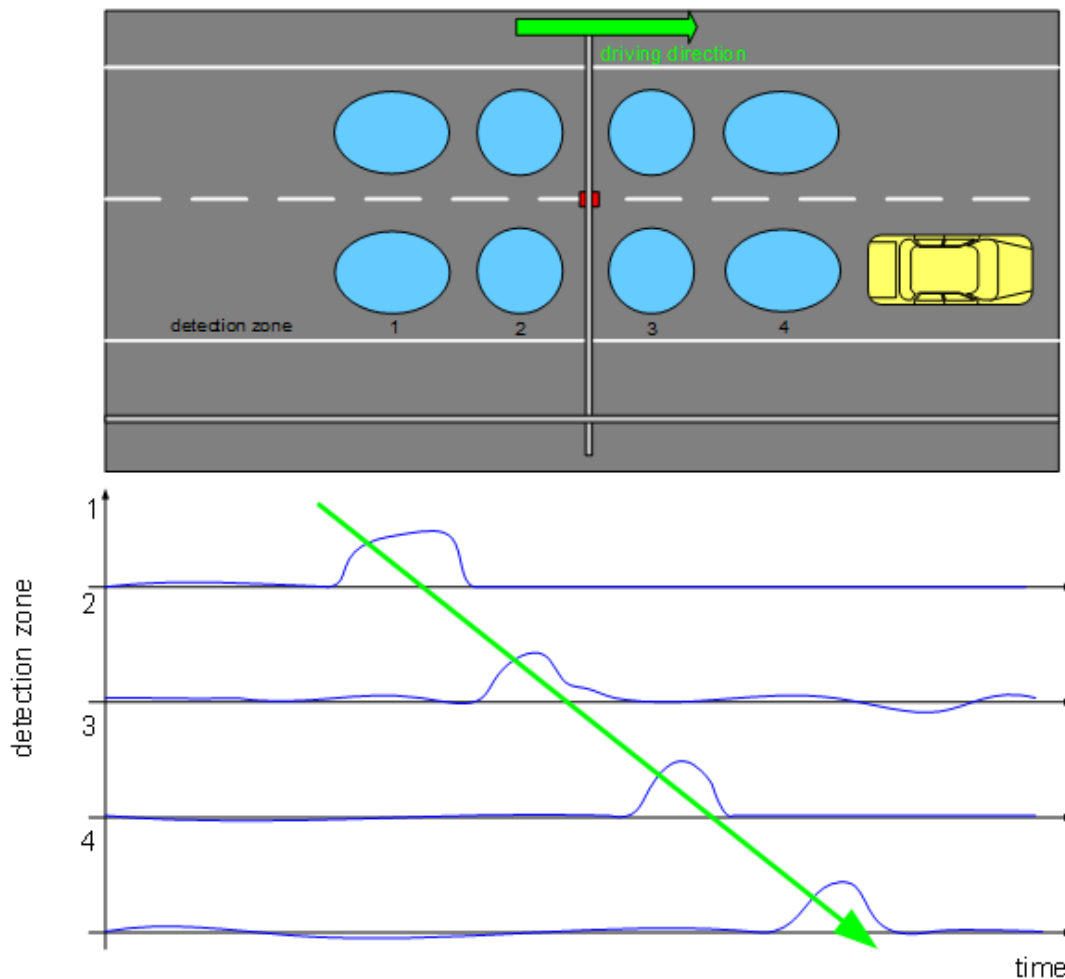 driving direction
detection zone 1 2 3 4
1
2
3
4
detection zone
time